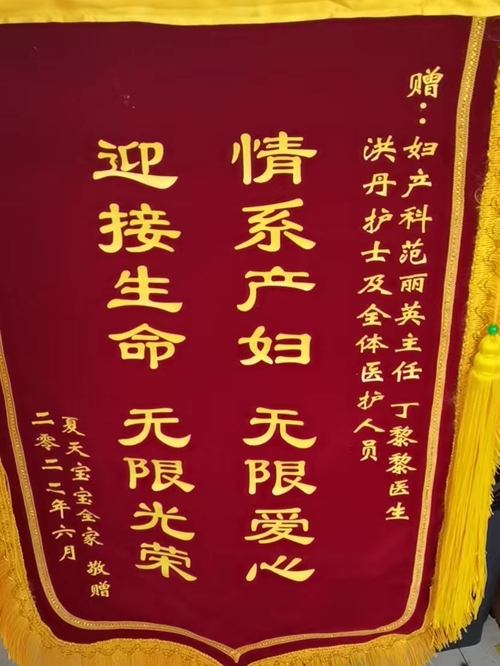 赠：妇产科范丽英主任 丁黎黎医生
洪丹护士及全体医护人员
情系产妇 无限爱心
迎接生命 无限光荣
夏天宝宝全家 敬赠
二零二二年六月